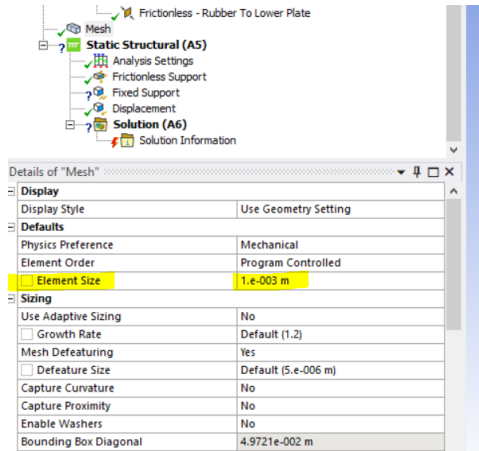 Frictionless - Rubber To Lower Plate
Mesh
Static Structural (A5)
Analysis Settings
Frictionless Support
Fixed Support
Displacement
Solution (A6)
Solution Information
Details of "Mesh"
Display
Display Style Use Geometry Setting
Defaults
Physics Preference Mechanical
Element Order Program Controlled
Element Size 1.e-003 m
Sizing
Use Adaptive Sizing No
Growth Rate Default (1.2)
Mesh Defeaturing Yes
Defeature Size Default (5.e-006 m)
Capture Curvature No
Capture Proximity No
Enable Washers No
Bounding Box Diagonal 4.9721e-002 m